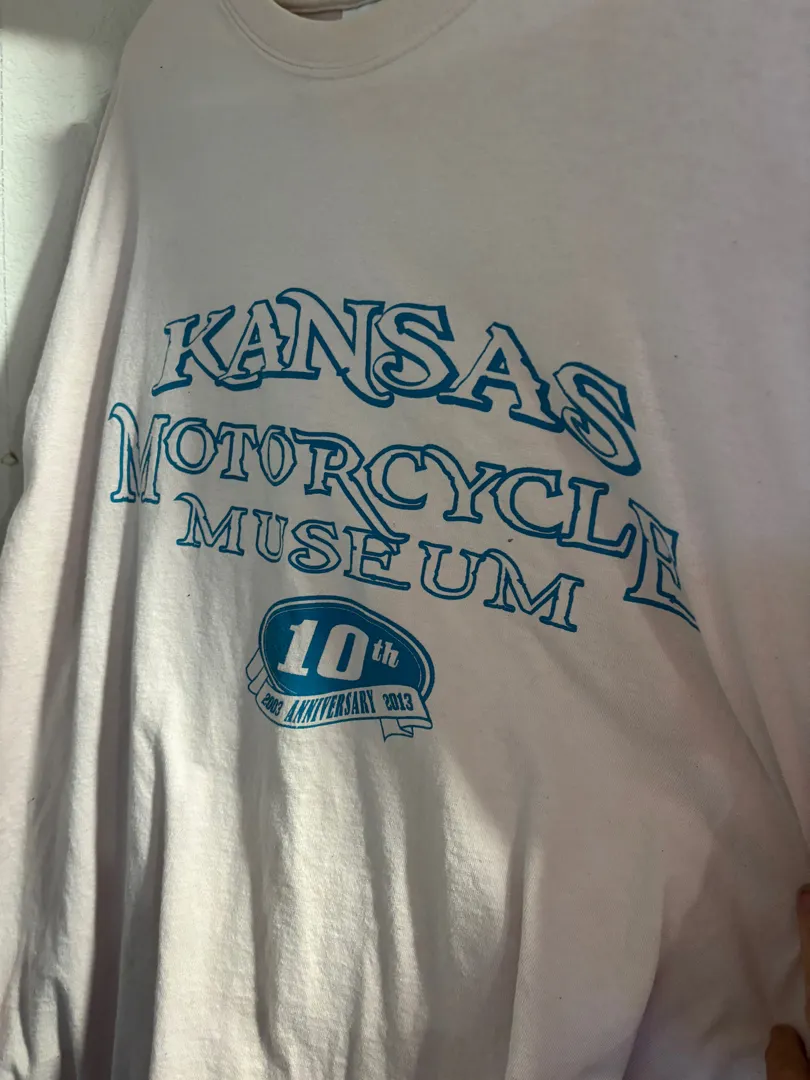 KANSAS
MOTORCYCLE
MUSEUM
10th
2003 ANNIVERSARY 2013